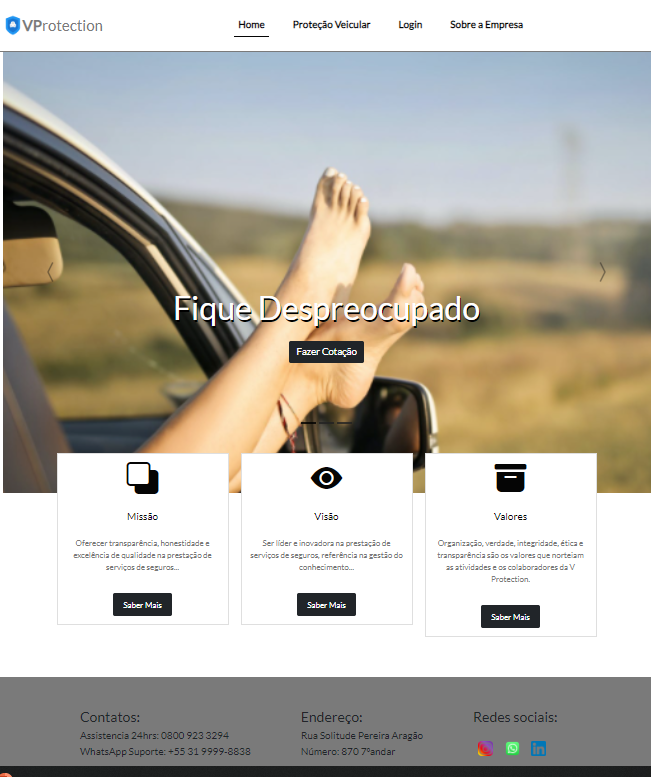 VProtection
Home Proteção Veicular Login Sobre a Empresa
Fique Despreocupado
Fazer Cotação
Missão
Oferecer transparência, honestidade e
excelência de qualidade na prestação de
serviços de seguros...
Saber Mais
Visão
Ser líder e inovadora na prestação de
serviços de seguros, referência na gestão do
conhecimento...
Saber Mais
Valores
Organização, verdade, integridade, ética e
transparência são os valores que norteiam
as atividades e os colaboradores da V
Protection.
Saber Mais
Contatos:
Assistencia 24hrs: 0800 923 3294
WhatsApp Suporte: +55 31 9999-8838
Endereço:
Rua Solitude Pereira Aragão
Número: 870 7°andar
Redes sociais: